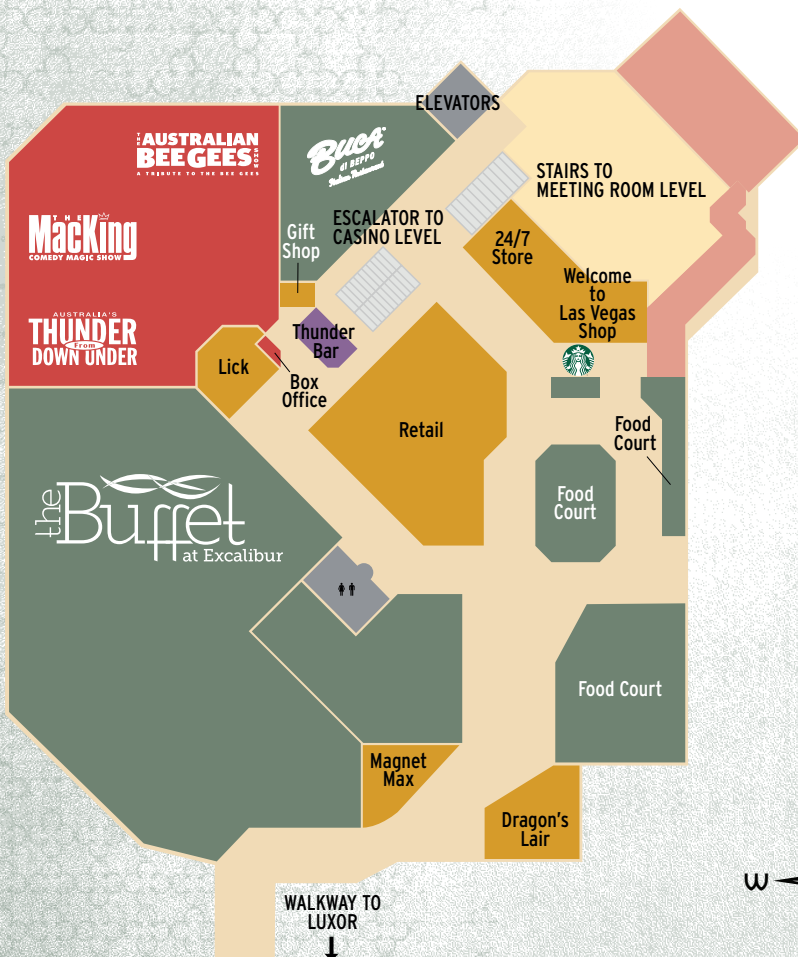 ELEVATORS
THE AUSTRALIAN
BEE GEES SHOW
A TRIBUTE TO THE BEE GEES
BUCA
di BEPPO
Italian Restaurant
STAIRS TO
MEETING ROOM LEVEL
THE
MacKing
COMEDY MAGIC SHOW
Gift
Shop
ESCALATOR TO
CASINO LEVEL
24/7
Store
Welcome
to
Las Vegas
Shop
AUSTRALIA'S
THUNDER
From
DOWN UNDER
Thunder
Bar
Lick
Box
Office
Retail
Food
Court
the
Buffet
at Excalibur
Food
Court
Food Court
Magnet
Max
Dragon's
Lair
W
WALKWAY TO
LUXOR